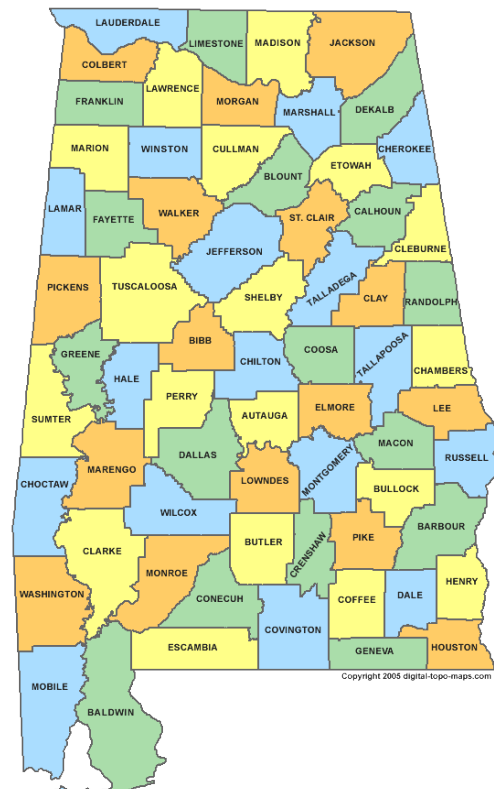 LAUDERDALE
LIMESTONE
MADISON
JACKSON
COLBERT
LAWRENCE
MORGAN
FRANKLIN
MARSHALL
DEKALB
MARION
WINSTON
CULLMAN
CHEROKEE
ETOWAH
BLOUNT
LAMAR
FAYETTE
WALKER
ST. CLAIR
CALHOUN
JEFFERSON
CLEBURNE
PICKENS
TUSCALOOSA
SHELBY
TALLADEGA
CLAY
RANDOLPH
BIBB
GREENE
HALE
CHILTON
COOSA
TALLAPOOSA
CHAMBERS
PERRY
SUMTER
AUTAUGA
ELMORE
LEE
DALLAS
MACON
MARENGO
RUSSELL
CHOCTAW
LOWNDES
MONTGOMERY
BULLOCK
WILCOX
BARBOUR
CLARKE
BUTLER
CRENSHAW
PIKE
MONROE
WASHINGTON
CONECUH
COFFEE
DALE
HENRY
COVINGTON
ESCAMBIA
GENEVA
HOUSTON
Copyright 2005 digital-topo-maps.com
MOBILE
BALDWIN